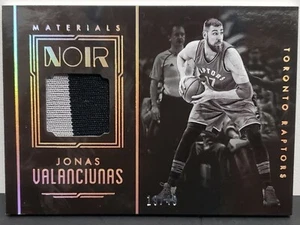 MATERIALS
NOIR
JONAS
VALANCIUNAS
TORONTO RAPTORS